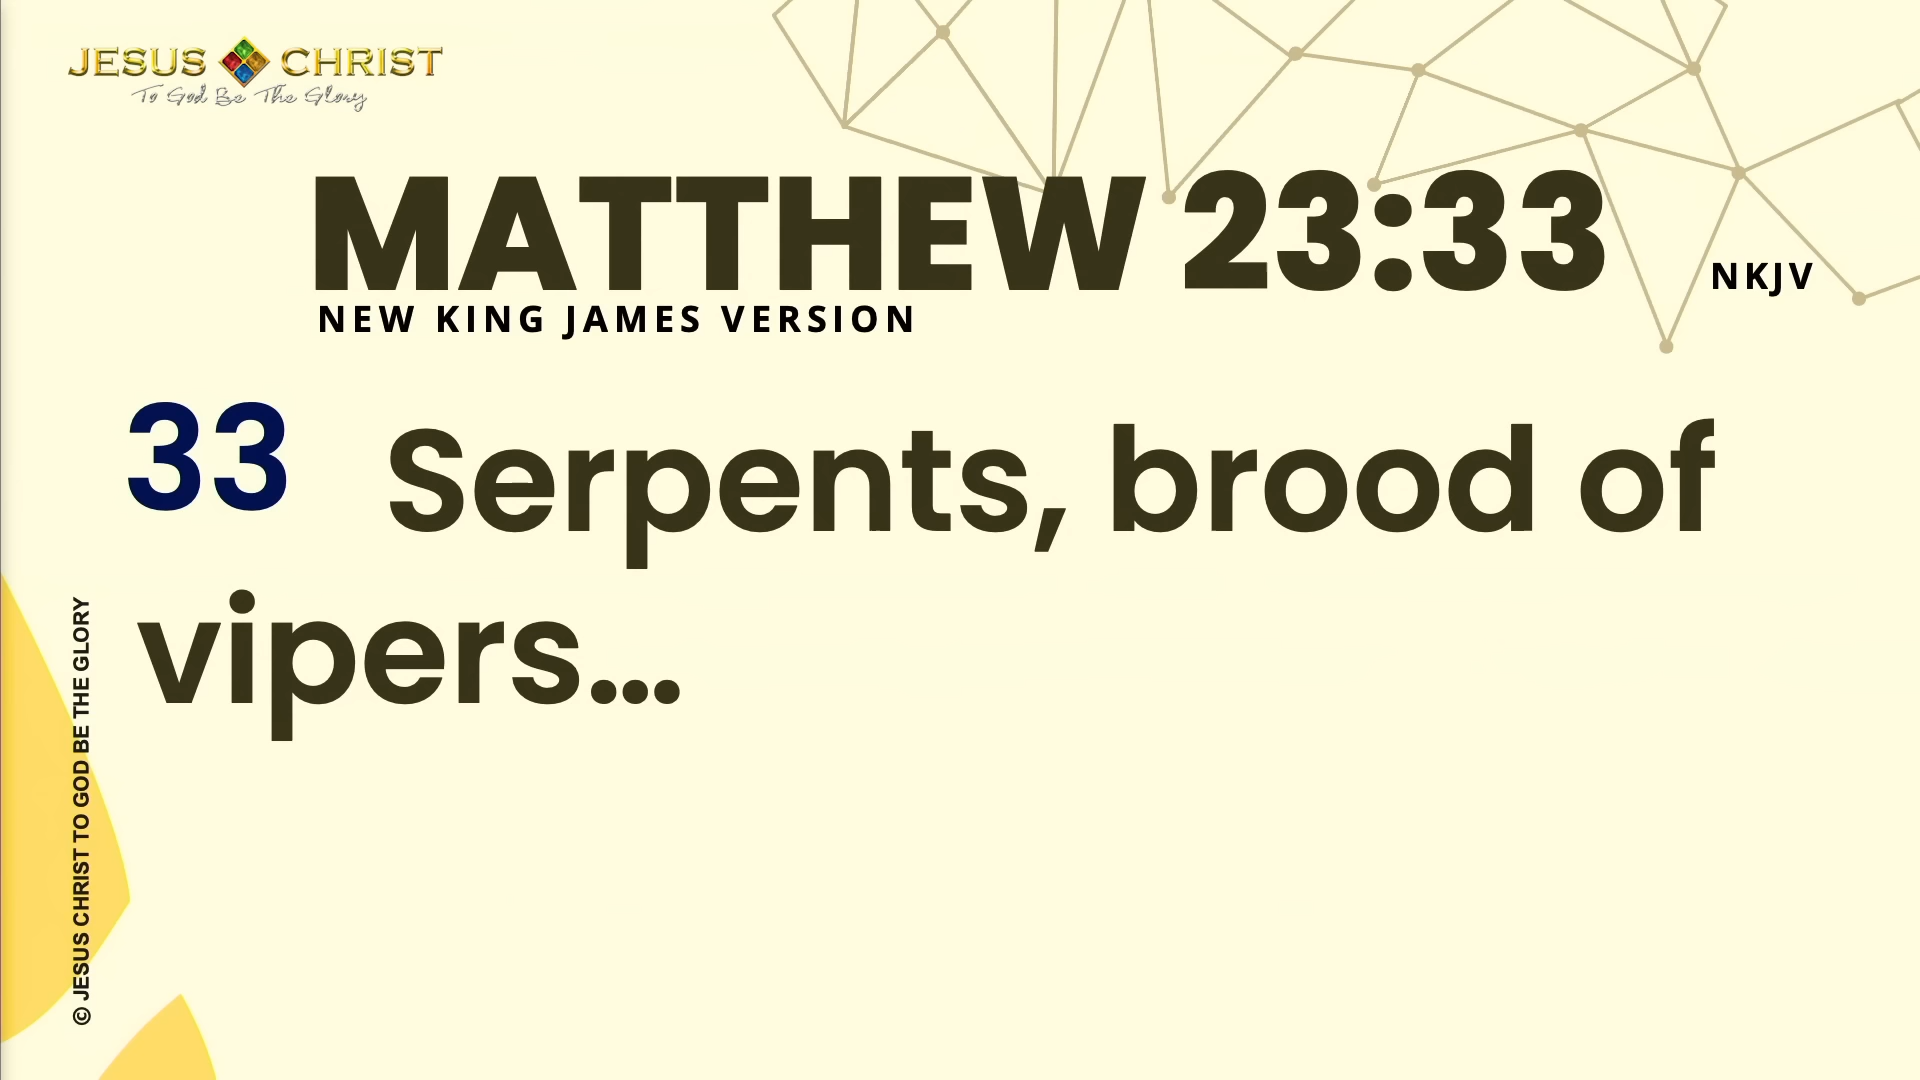 JESUS CHRIST
To God Be The Glory
MATTHEW 23:33
NKJV
NEW KING JAMES VERSION
33 Serpents, brood of
vipers...
© JESUS CHRIST TO GOD BE THE GLORY